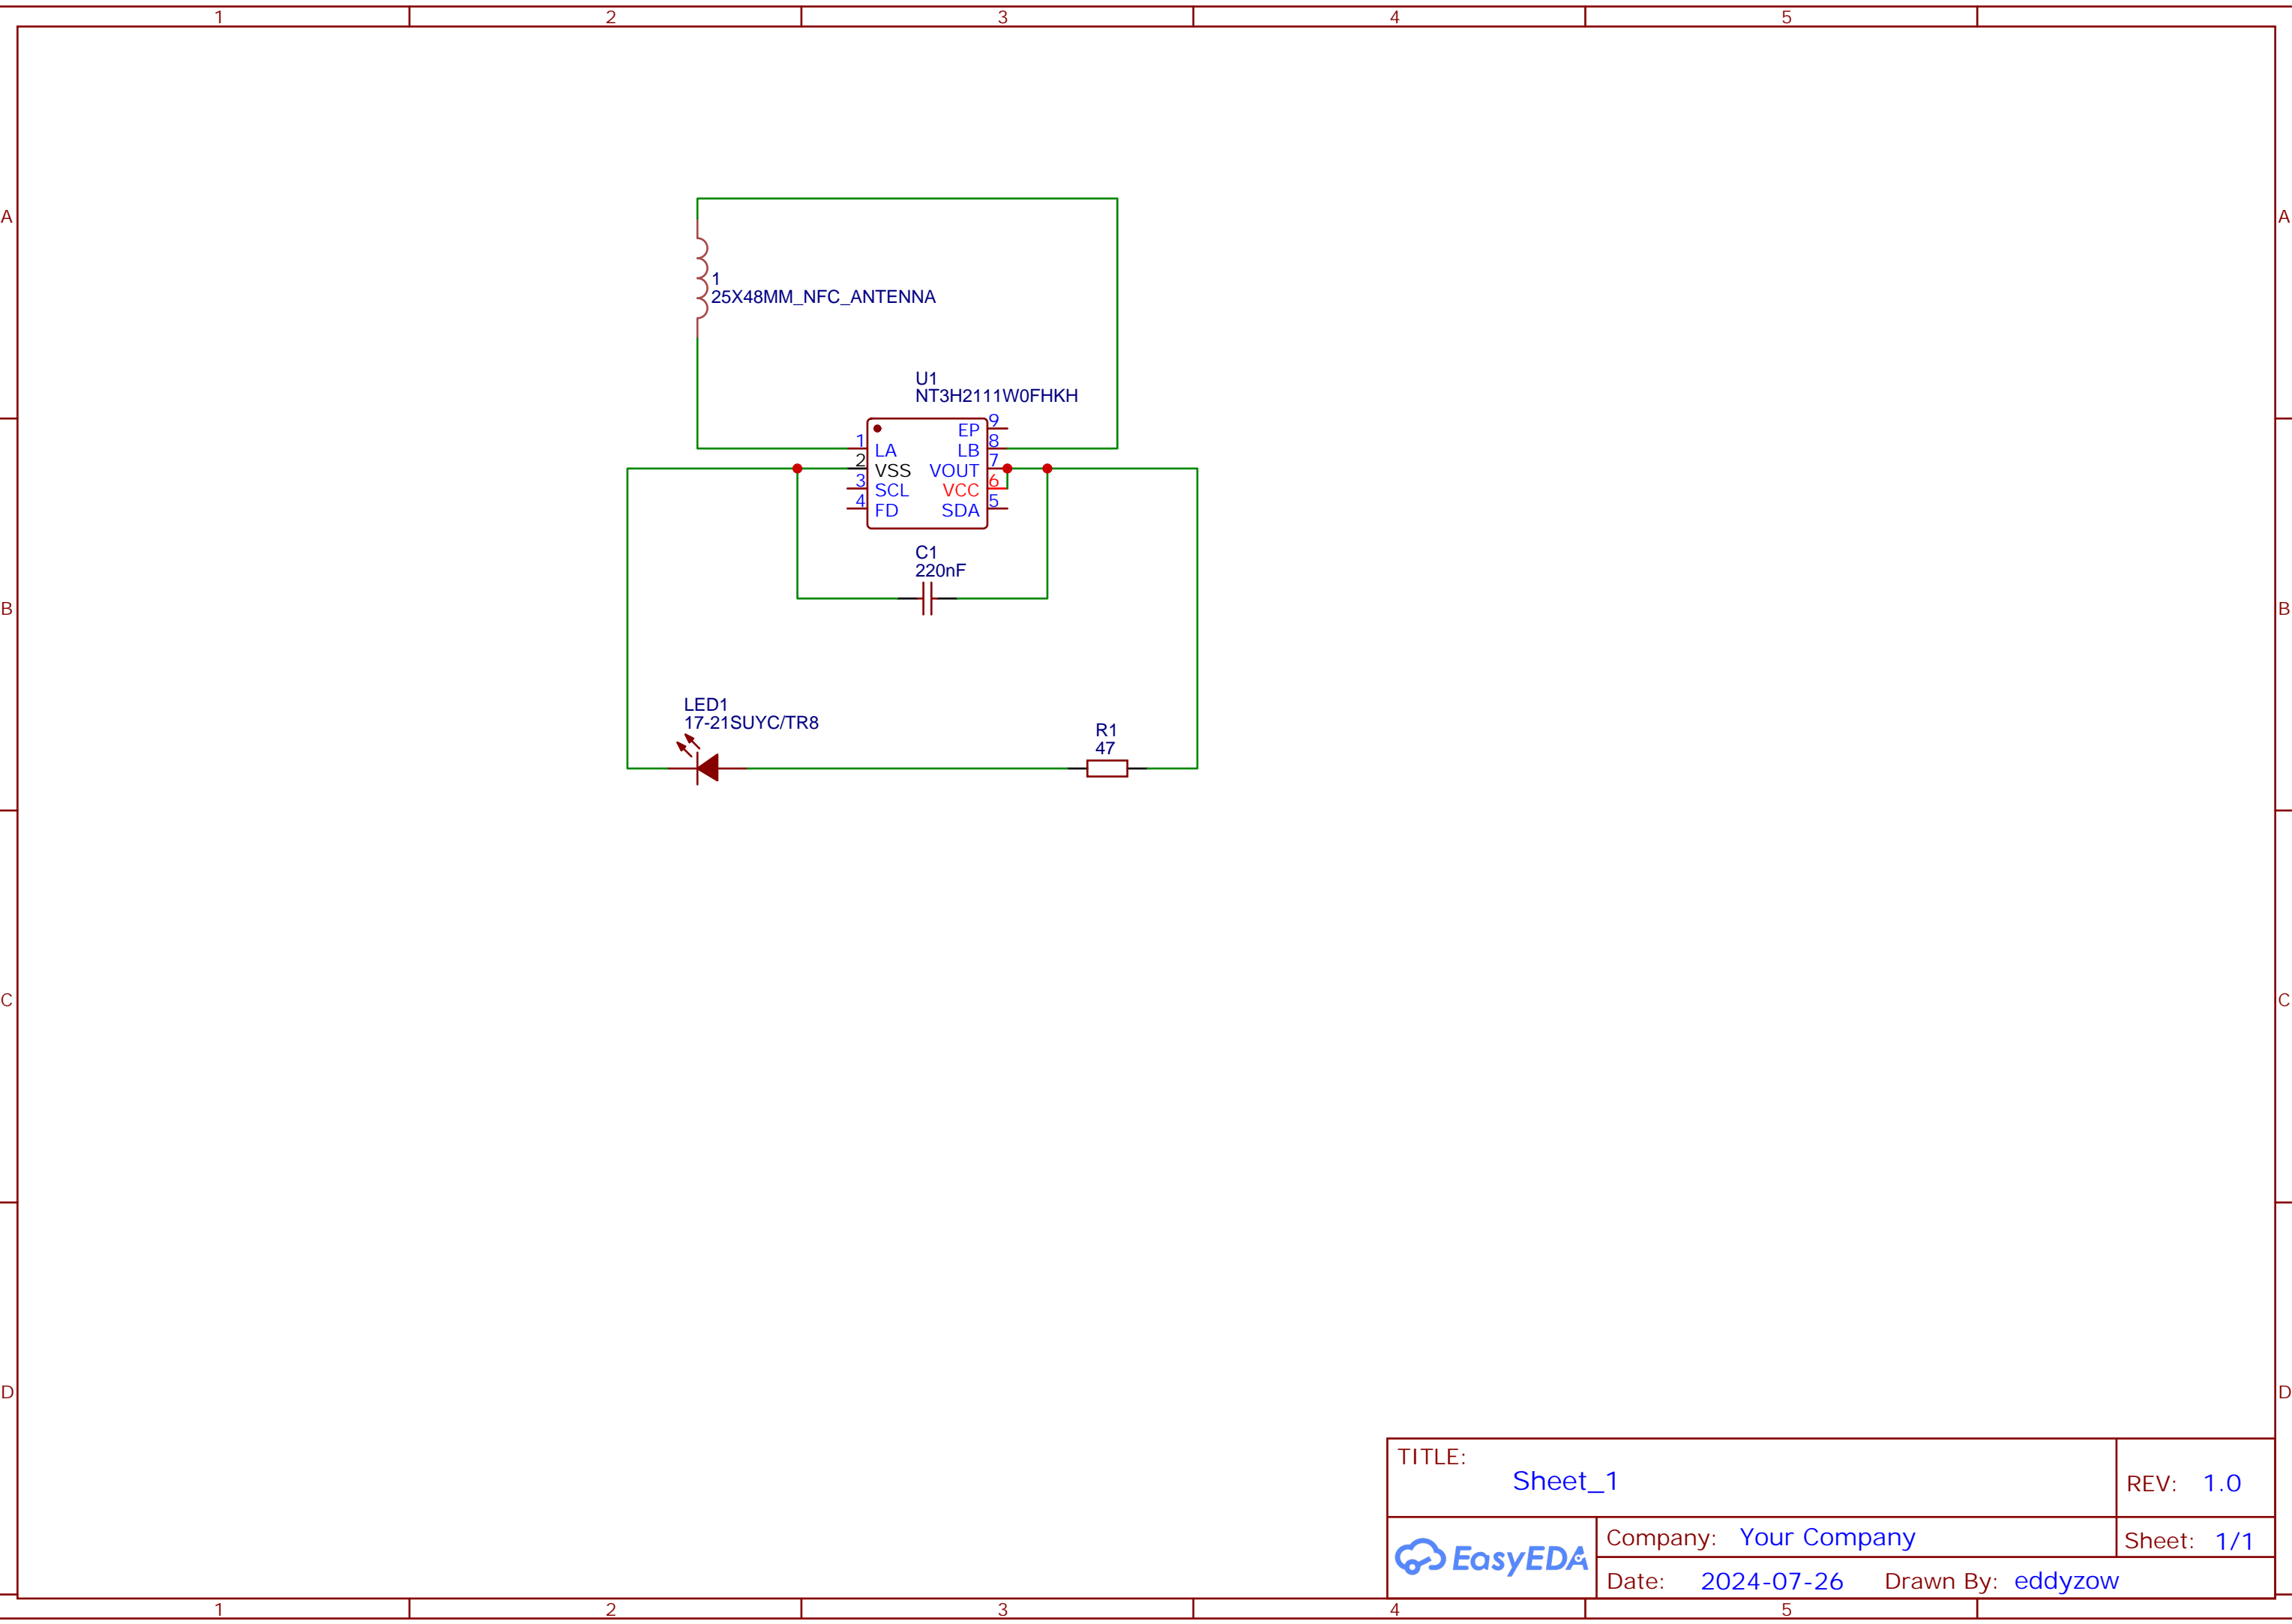 1 2 3 4 5
A A
1
25X48MM_NFC_ANTENNA
U1
NT3H2111W0FHKH
9
EP
1 8
LA LB
2 7
VSS VOUT
3 6
SCL VCC
4 5
FD SDA
C1
220nF
B B
LED1
17-21SUYC/TR8
R1
47
C C
D D
TITLE:
Sheet_1
REV: 1.0
EasyEDA
Company: Your Company
Sheet: 1/1
Date: 2024-07-26 Drawn By: eddyzow
1 2 3 4 5